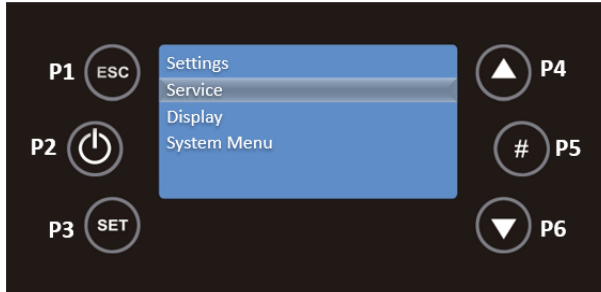 P1 ESC
Settings
Service
Display
System Menu
P4
P2
# P5
P3 SET
P6